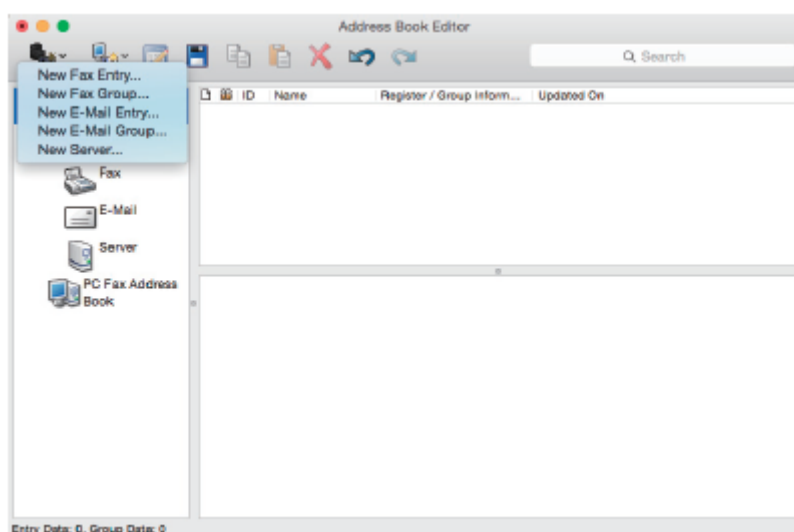 Address Book Editor
Search
New Fax Entry...
New Fax Group...
New E-Mail Entry...
New E-Mail Group...
New Server...
ID Name Register / Group Inform... Updated On
Fax
E-Mail
Server
PC Fax Address
Book
Entry Data: 0, Group Data: 0